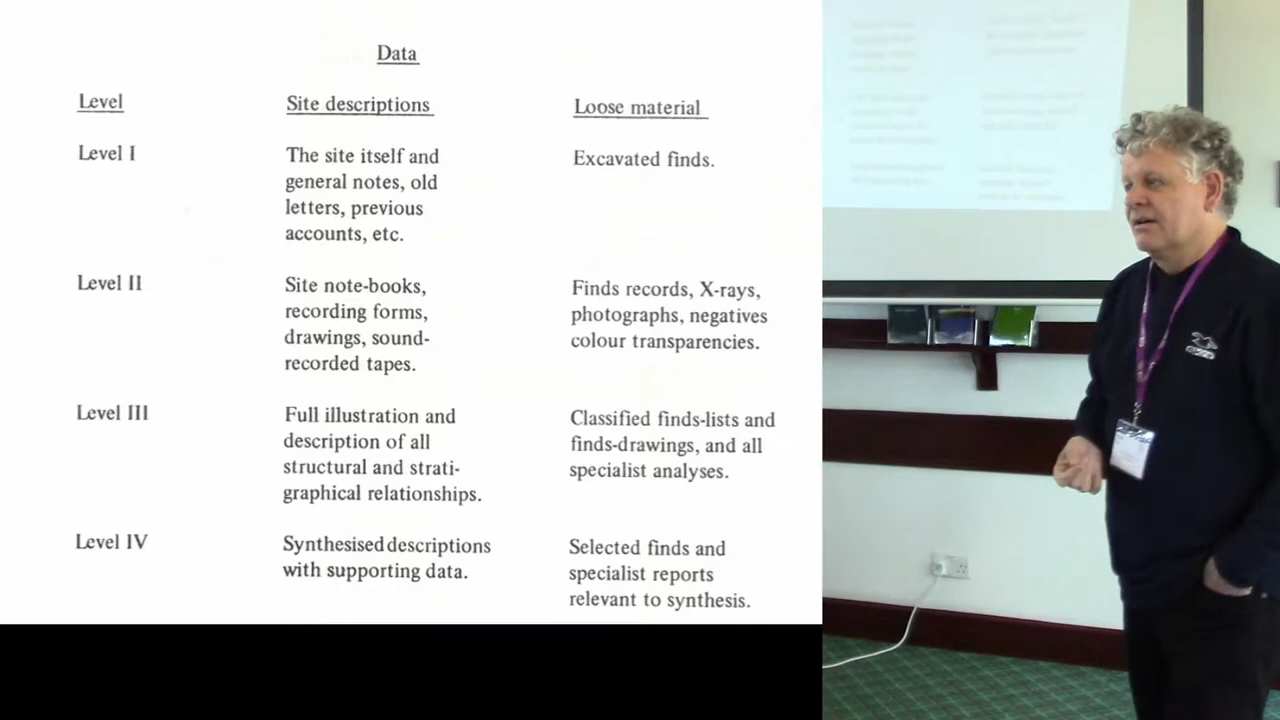 Data
Level Site descriptions Loose material
Level I The site itself and Excavated finds.
general notes, old
letters, previous
accounts, etc.
Level II Site note-books, Finds records, X-rays,
recording forms, photographs, negatives
drawings, sound- colour transparencies.
recorded tapes.
Level III Full illustration and Classified finds-lists and
description of all finds-drawings, and all
structural and strati- specialist analyses.
graphical relationships.
Level IV Synthesised descriptions Selected finds and
with supporting data. specialist reports
relevant to synthesis.